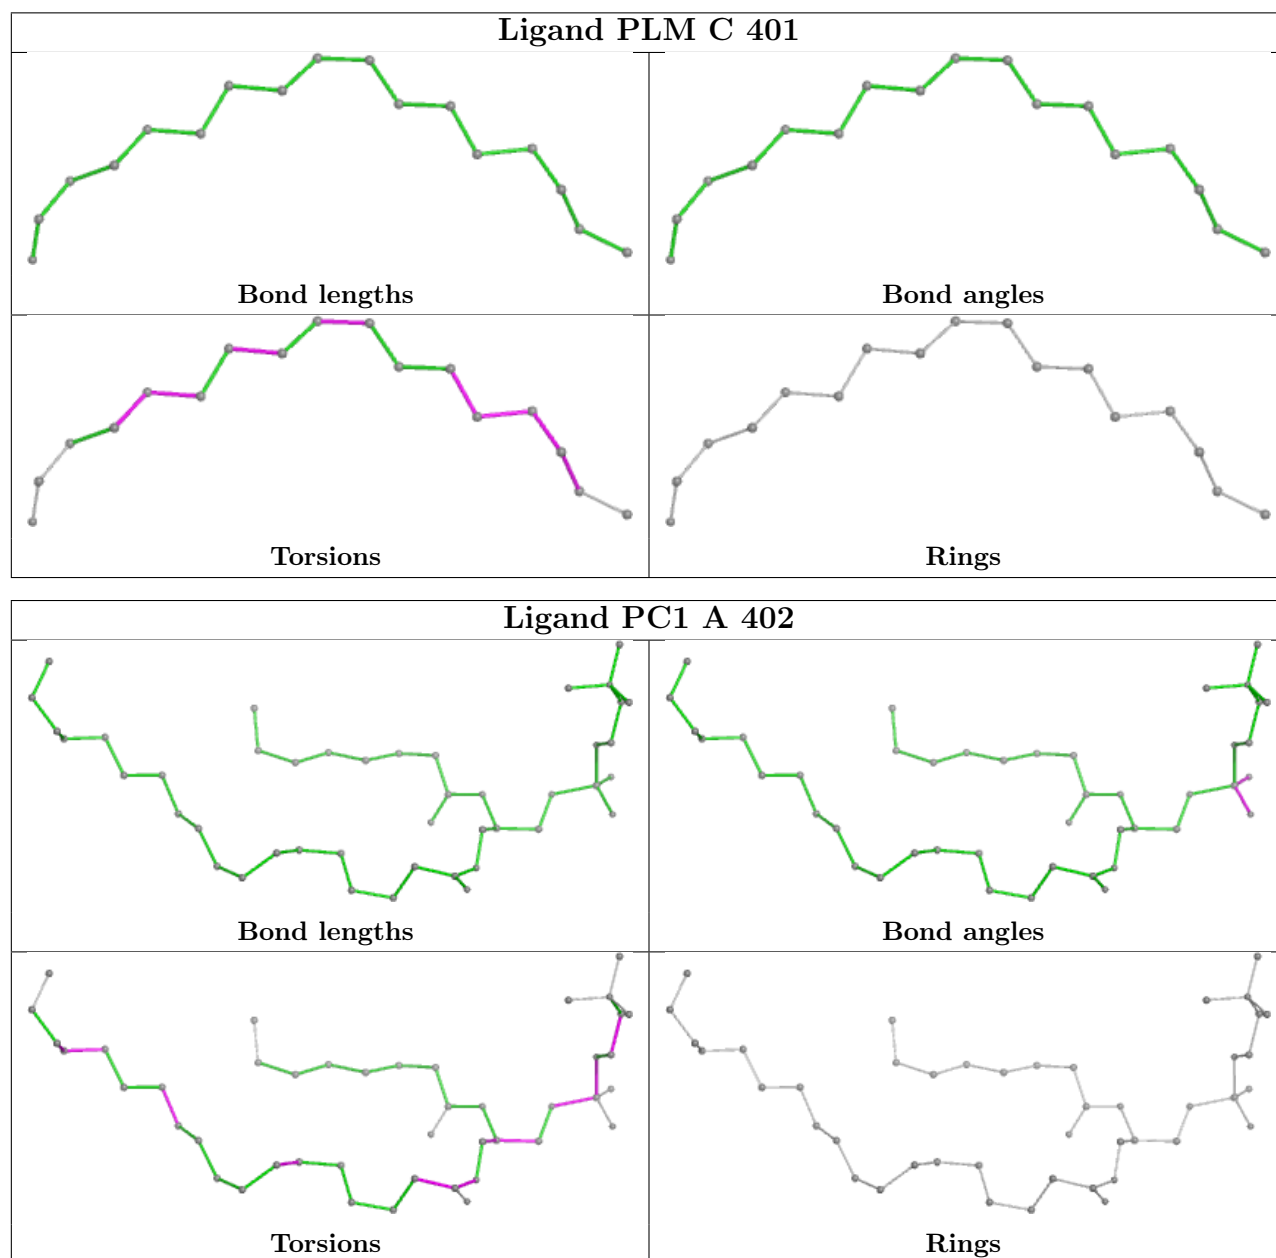 Ligand PLM C 401
Bond lengths
Bond angles
Torsions
Rings
Ligand PC1 A 402
Bond lengths
Bond angles
Torsions
Rings